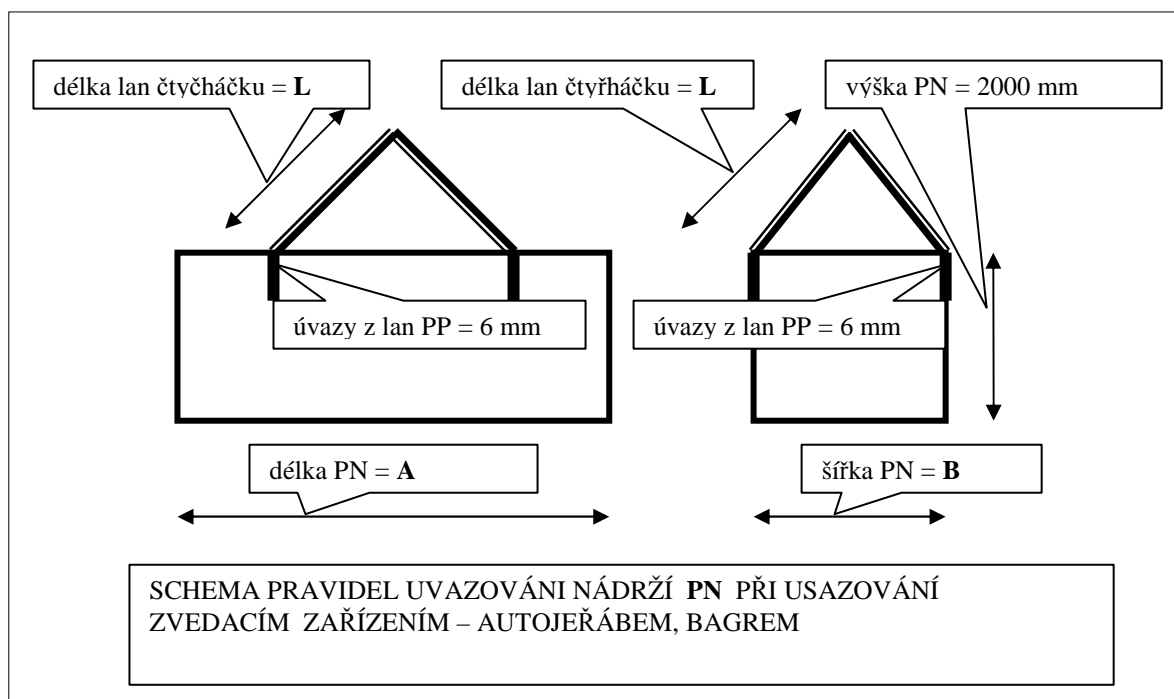 délka lan čtyčháčku = L
délka lan čtyřháčku = L
výška PN = 2000 mm
úvazy z lan PP = 6 mm
úvazy z lan PP = 6 mm
délka PN = A
šířka PN = B
SCHEMA PRAVIDEL UVAZOVÁNI NÁDRŽÍ PN PŘI USAZOVÁNÍ
ZVEDACÍM ZAŘÍZENÍM – AUTOJEŘÁBEM, BAGREM